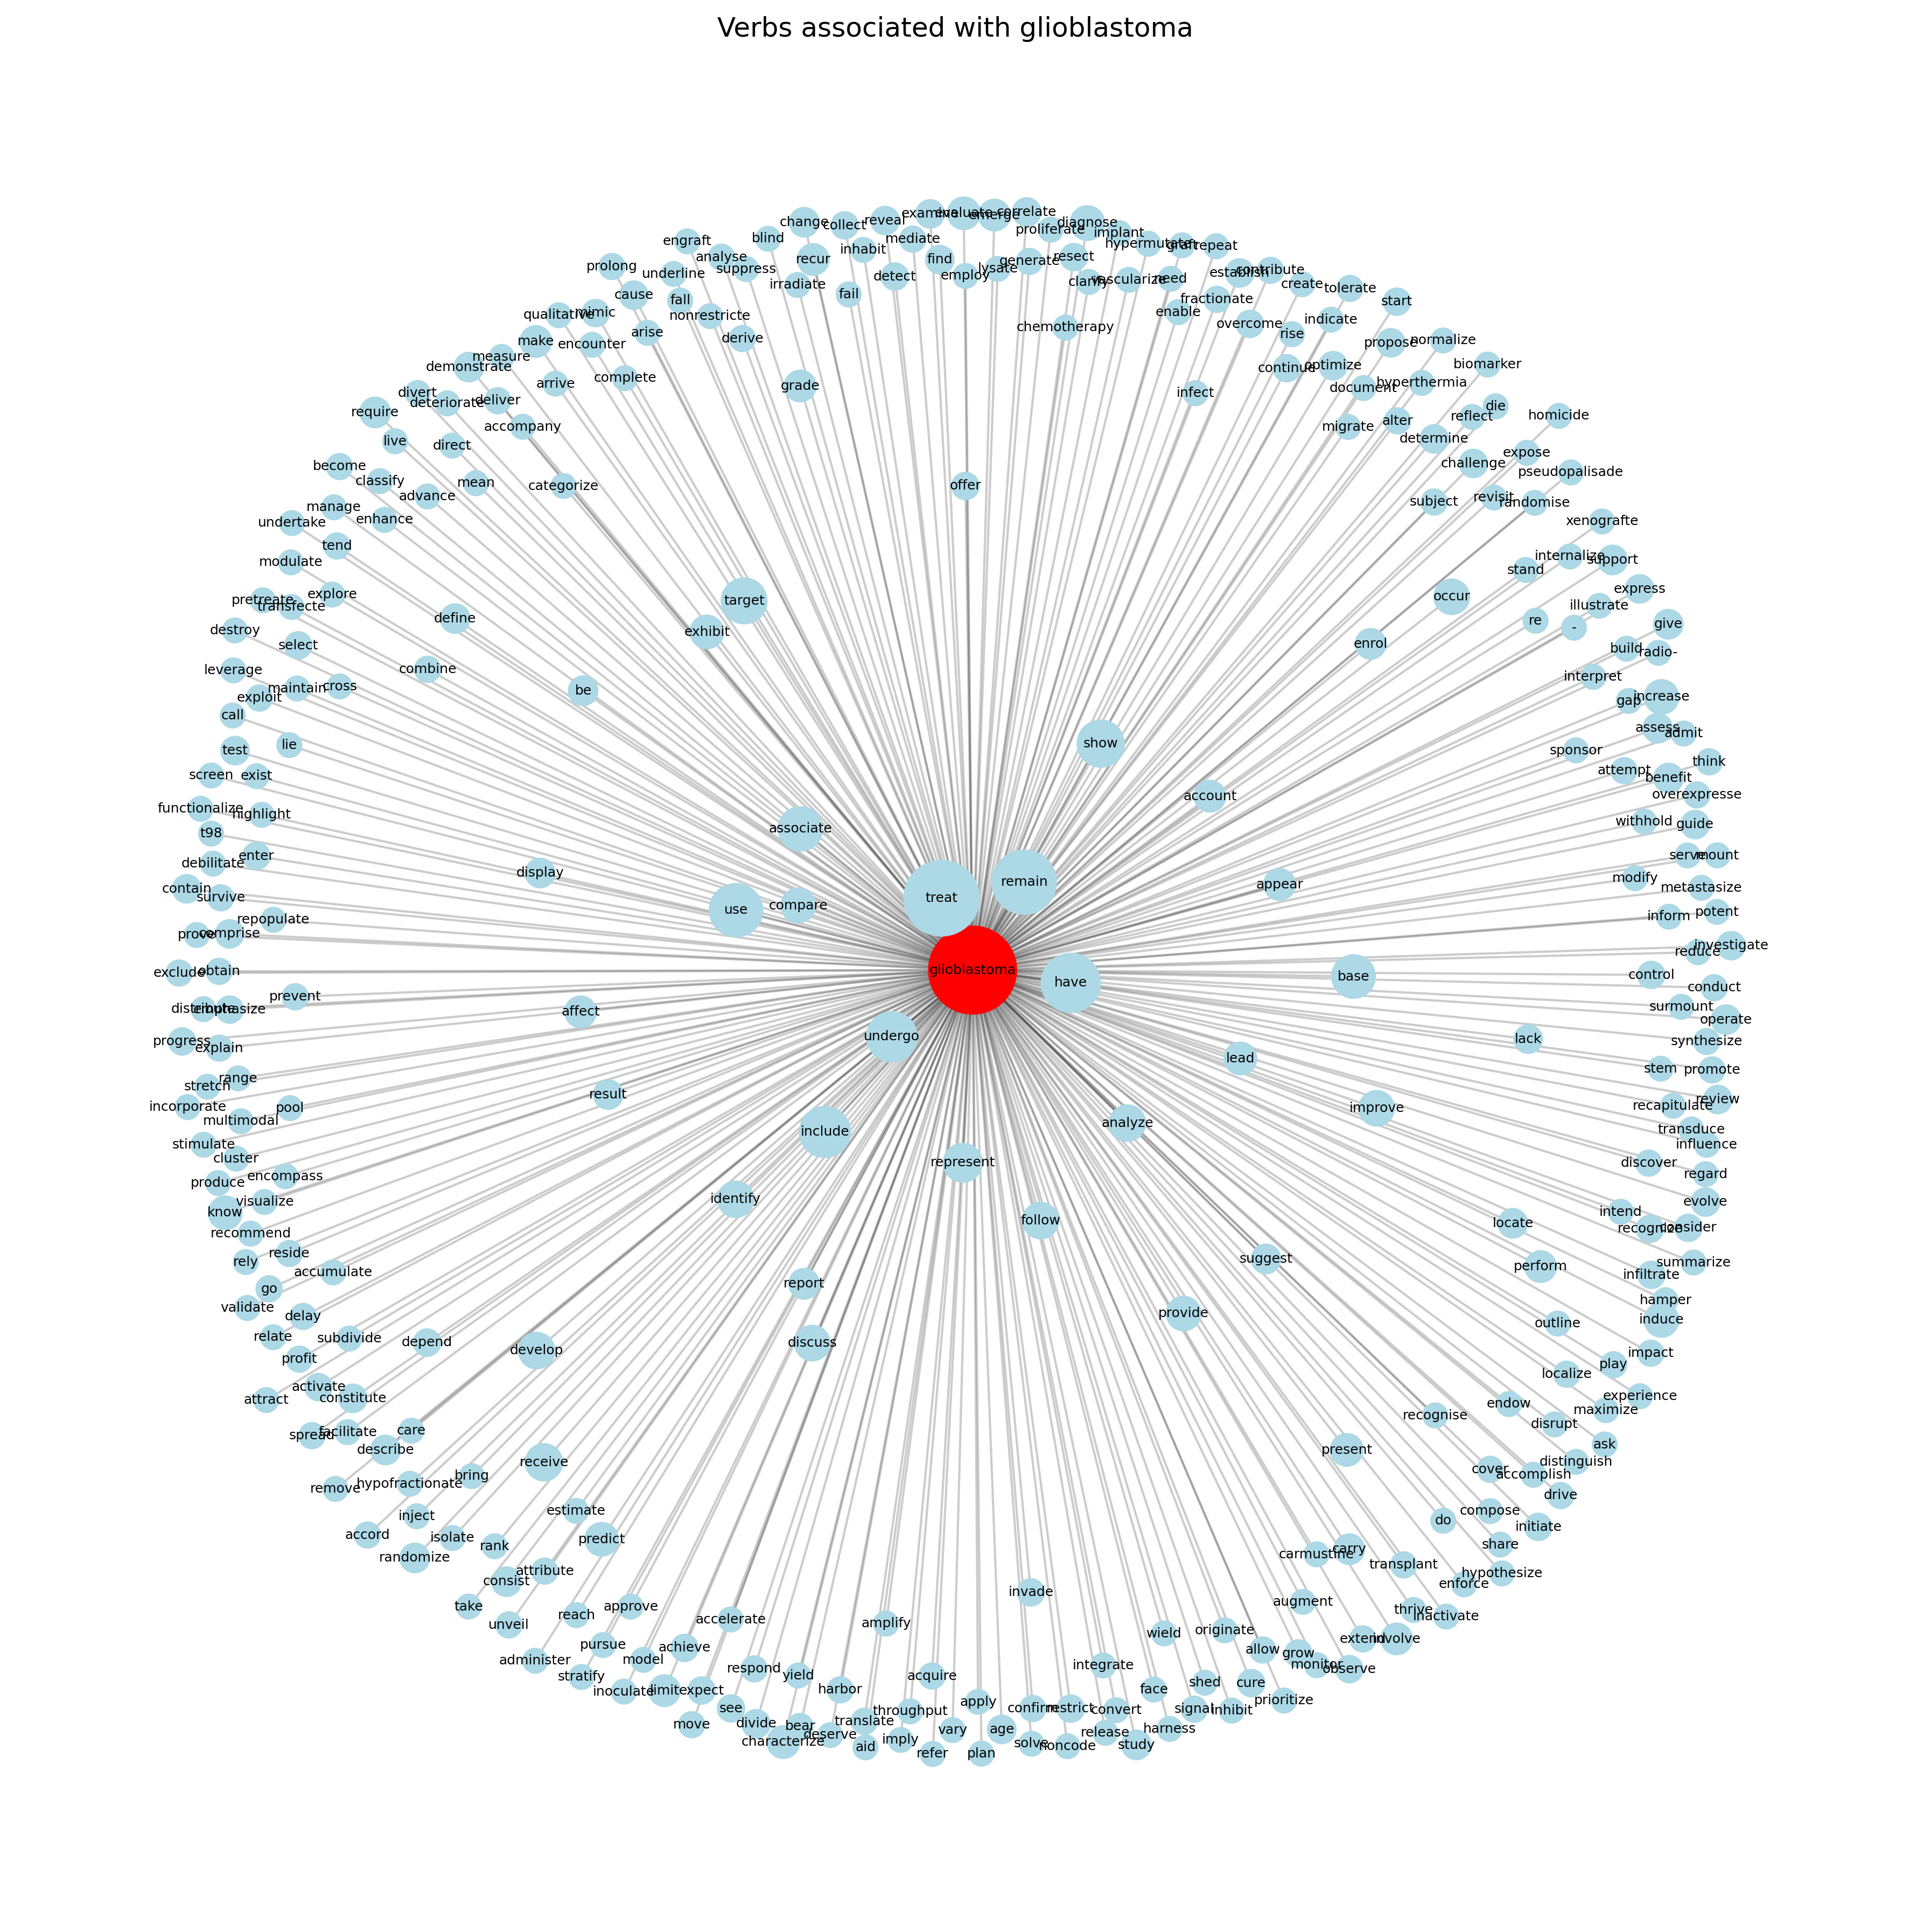 Verbs associated with glioblastoma
change
collect
reveal
examine
evaluate
emerge
correlate
proliferate
diagnose
implant
hypermutate
graft
repeat
engraft
blind
analyse
suppress
recur
inhabit
mediate
find
employ
lysate
generate
resect
clarify
vascularize
need
establish
contribute
create
tolerate
start
prolong
underline
cause
fall
irradiate
fail
detect
fractionate
enable
overcome
rise
indicate
qualitative
mimic
nonrestricte
arise
derive
chemotherapy
propose
normalize
make
encounter
measure
demonstrate
arrive
complete
grade
infect
continue
optimize
document
hyperthermia
biomarker
divert
deteriorate
deliver
accompany
require
live
direct
migrate
alter
determine
reflect
die
homicide
become
classify
advance
mean
categorize
offer
subject
challenge
expose
revisit
randomise
pseudopalisade
manage
enhance
undertake
tend
xenografte
modulate
stand
internalize
support
pretreate
transfecte
explore
define
target
exhibit
occur
enrol
re
-
illustrate
express
destroy
select
give
build
radio-
leverage
exploit
maintain
cross
combine
be
interpret
gap
increase
call
test
lie
show
assess
admit
sponsor
screen
exist
attempt
benefit
think
functionalize
highlight
account
overexpresse
t98
associate
withhold
guide
debilitate
enter
display
serve
mount
contain
survive
use
compare
treat
remain
appear
modify
metastasize
prove
comprise
repopulate
inform
potent
exclude
obtain
glioblastoma
have
base
control
reduce
investigate
conduct
distribute
emphasize
prevent
affect
surmount
operate
progress
explain
undergo
lead
lack
synthesize
stretch
range
stem
promote
incorporate
multimodal
pool
result
improve
recapitulate
review
stimulate
cluster
include
analyze
transduce
influence
produce
encompass
represent
discover
regard
know
visualize
identify
follow
evolve
intend
recommend
locate
recognize
consider
rely
reside
accumulate
suggest
perform
infiltrate
summarize
go
validate
delay
report
provide
hamper
induce
relate
subdivide
depend
develop
discuss
outline
profit
activate
impact
play
localize
attract
constitute
experience
maximize
endow
disrupt
spread
facilitate
care
describe
recognise
ask
remove
hypofractionate
bring
receive
present
cover
accomplish
distinguish
drive
accord
inject
isolate
estimate
predict
do
compose
initiate
randomize
rank
share
carmustine
carry
transplant
consist
attribute
hypothesize
enforce
take
unveil
reach
approve
accelerate
amplify
invade
augment
thrive
inactivate
administer
pursue
stratify
model
achieve
wield
originate
allow
extend
involve
grow
monitor
observe
inoculate
limit
expect
respond
yield
harbor
acquire
integrate
face
shed
cure
prioritize
move
see
divide
bear
characterize
deserve
translate
throughput
apply
confirm
restrict
convert
signal
inhibit
aid
imply
refer
vary
plan
age
solve
noncode
release
study
harness